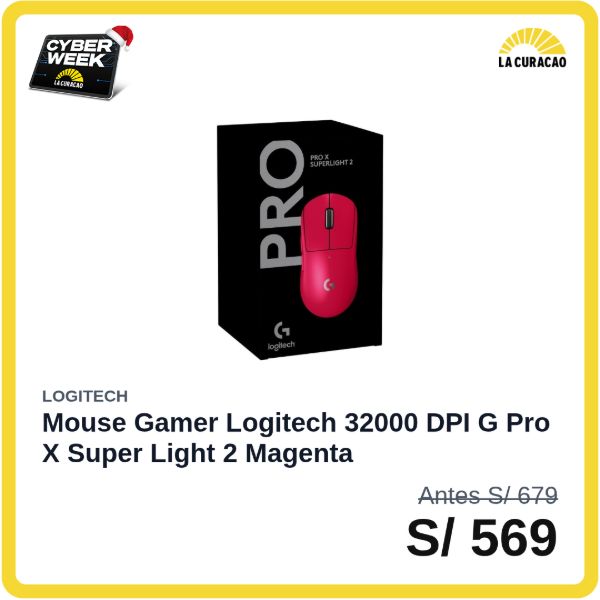 CYBER
WEEK
LA CURACAO
LA CURACAO
PRO
PRO X
SUPERLIGHT 2
G
logitech
LOGITECH
Mouse Gamer Logitech 32000 DPI G Pro
X Super Light 2 Magenta
Antes S/ 679
S/ 569